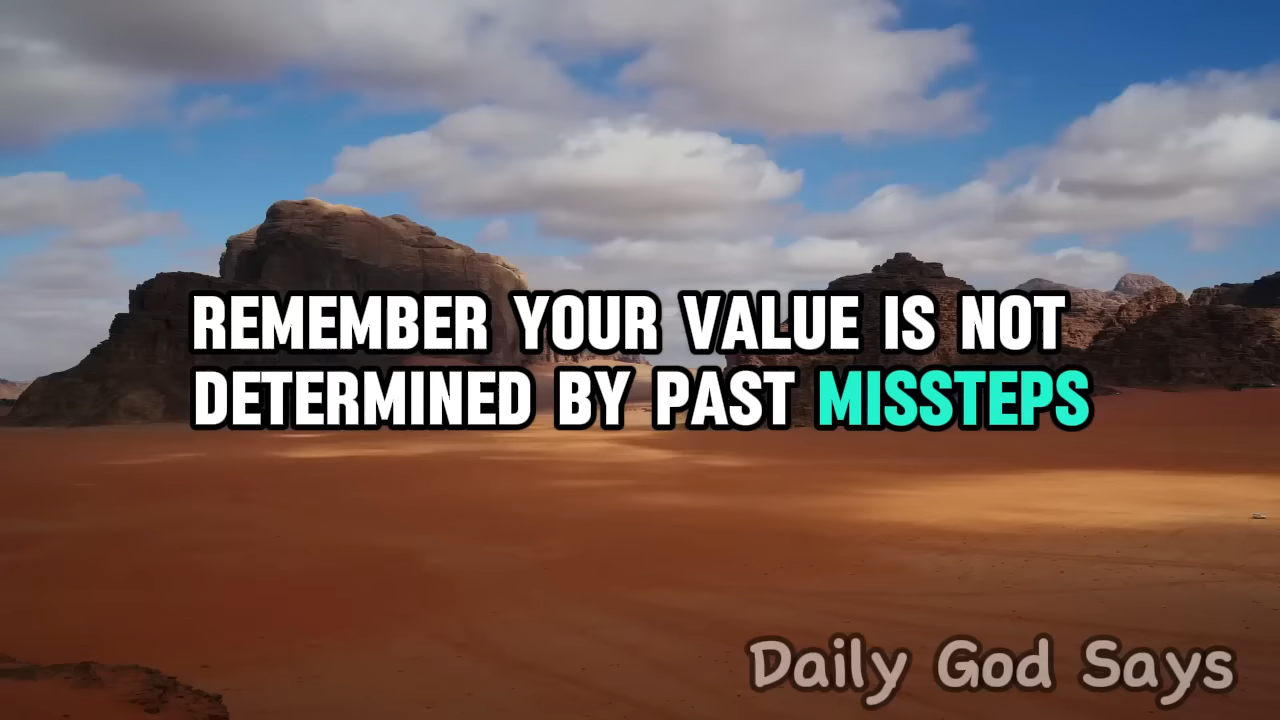 REMEMBER YOUR VALUE IS NOT
DETERMINED BY PAST MISSTEPS
Daily God Says